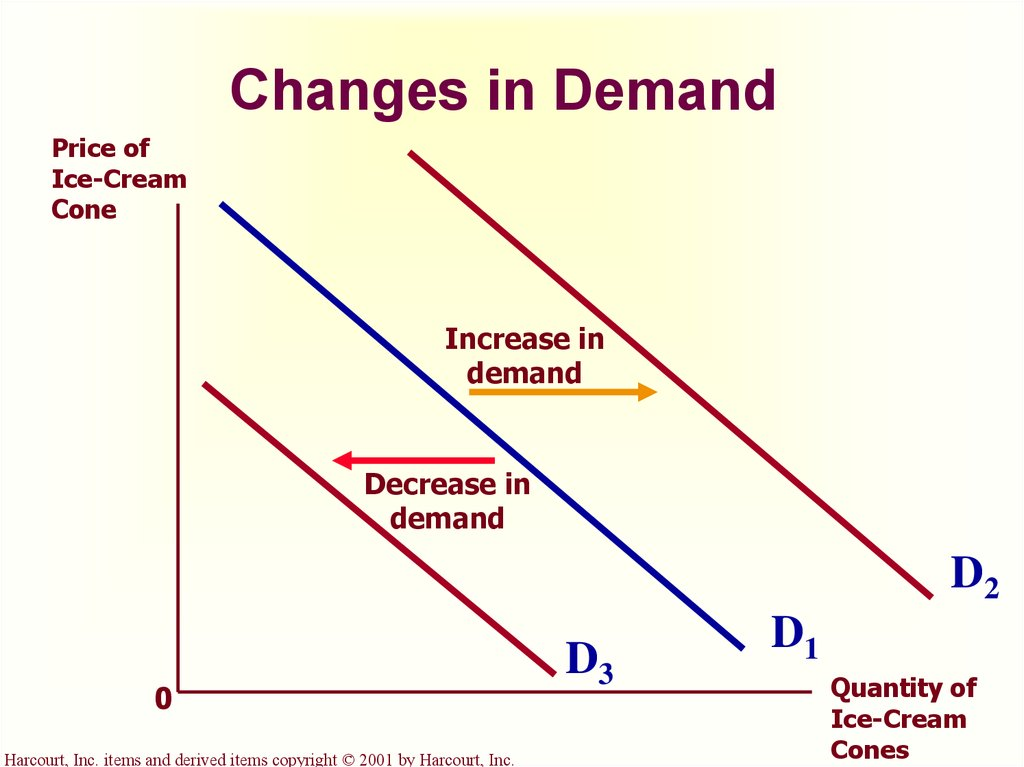 Changes in Demand
Price of
Ice-Cream
Cone
Increase in
demand
Decrease in
demand
D₂
D₁
D₃
0
Quantity of
Ice-Cream
Cones
Harcourt, Inc. items and derived items copyright © 2001 by Harcourt, Inc.